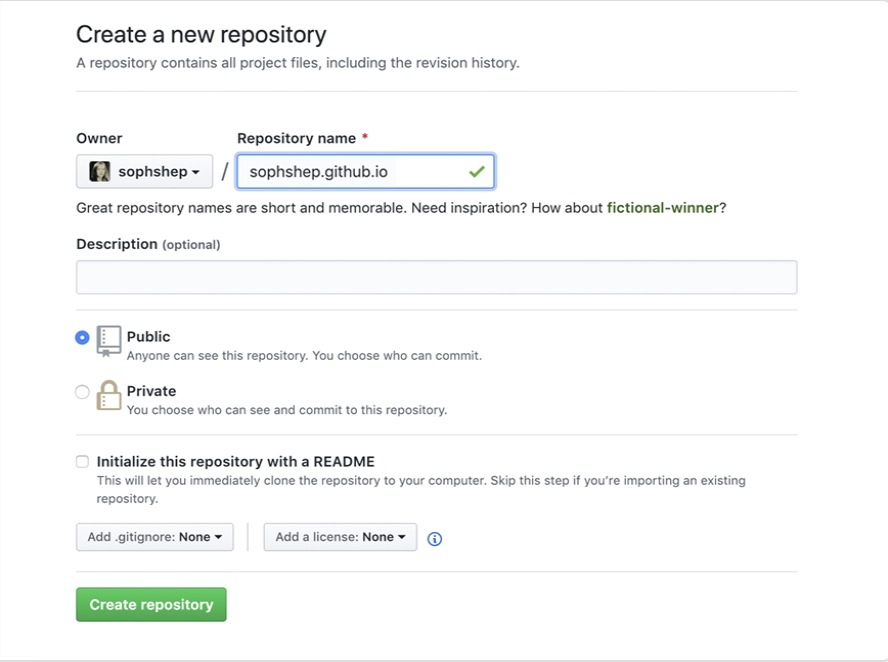 Create a new repository
A repository contains all project files, including the revision history.
Owner
Repository name *
sophshep
/
sophshep.github.io
Great repository names are short and memorable. Need inspiration? How about fictional-winner?
Description (optional)
Public
Anyone can see this repository. You choose who can commit.
Private
You choose who can see and commit to this repository.
Initialize this repository with a README
This will let you immediately clone the repository to your computer. Skip this step if you’re importing an existing
repository.
Add .gitignore: None
Add a license: None
Create repository